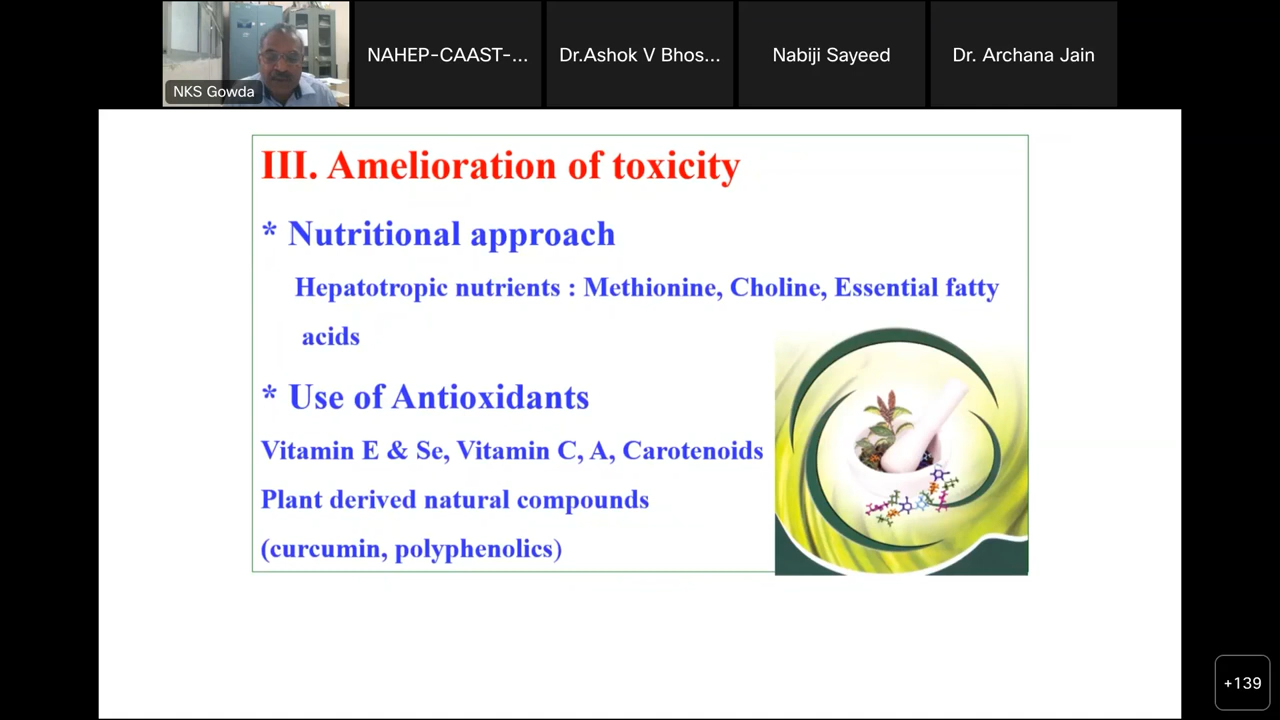 NKS Gowda
NAHEP-CAAST-...
Dr.Ashok V Bhos...
Nabiji Sayeed
Dr. Archana Jain
III. Amelioration of toxicity
* Nutritional approach
Hepatotropic nutrients : Methionine, Choline, Essential fatty
acids
* Use of Antioxidants
Vitamin E & Se, Vitamin C, A, Carotenoids
Plant derived natural compounds
(curcumin, polyphenolics)
+139